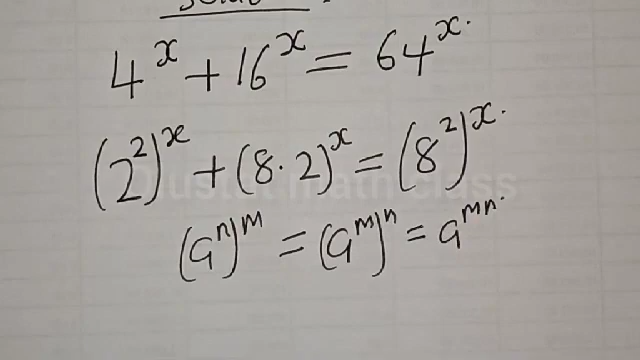 4^x + 16^x = 64^x.
(2^2)^x + (8·2)^x = (8^2)^x.
(a^n)^m = (a^m)^n = a^mn.